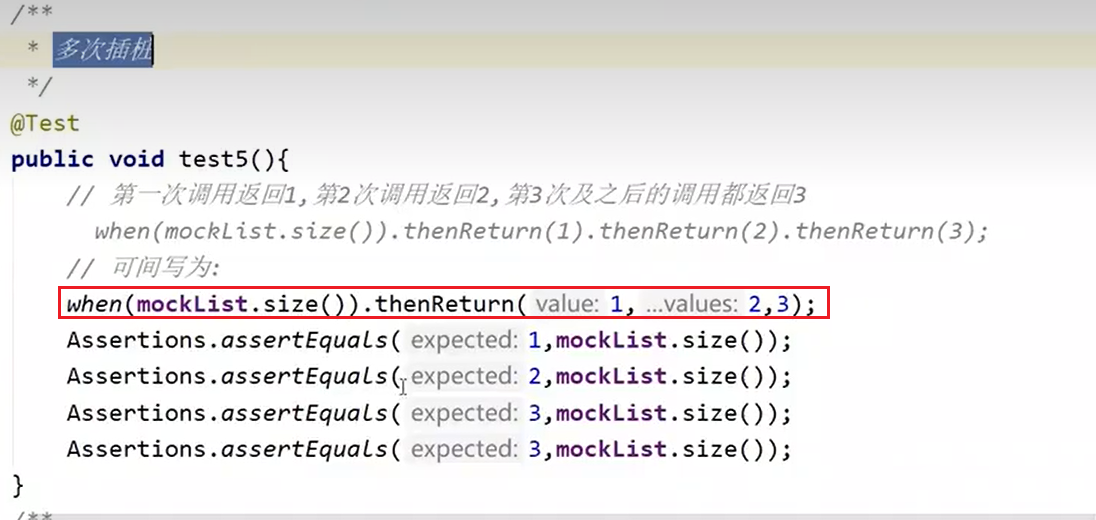 /**
* 多次插桩
*/
@Test
public void test5(){
// 第一次调用返回1,第2次调用返回2,第3次及之后的调用都返回3
when(mockList.size()).thenReturn(1).thenReturn(2).thenReturn(3);
// 可间写为:
when(mockList.size()).thenReturn( value: 1, ...values: 2,3);
Assertions.assertEquals( expected: 1,mockList.size());
Assertions.assertEquals( expected: 2,mockList.size());
Assertions.assertEquals( expected: 3,mockList.size());
Assertions.assertEquals( expected: 3,mockList.size());
}
/**